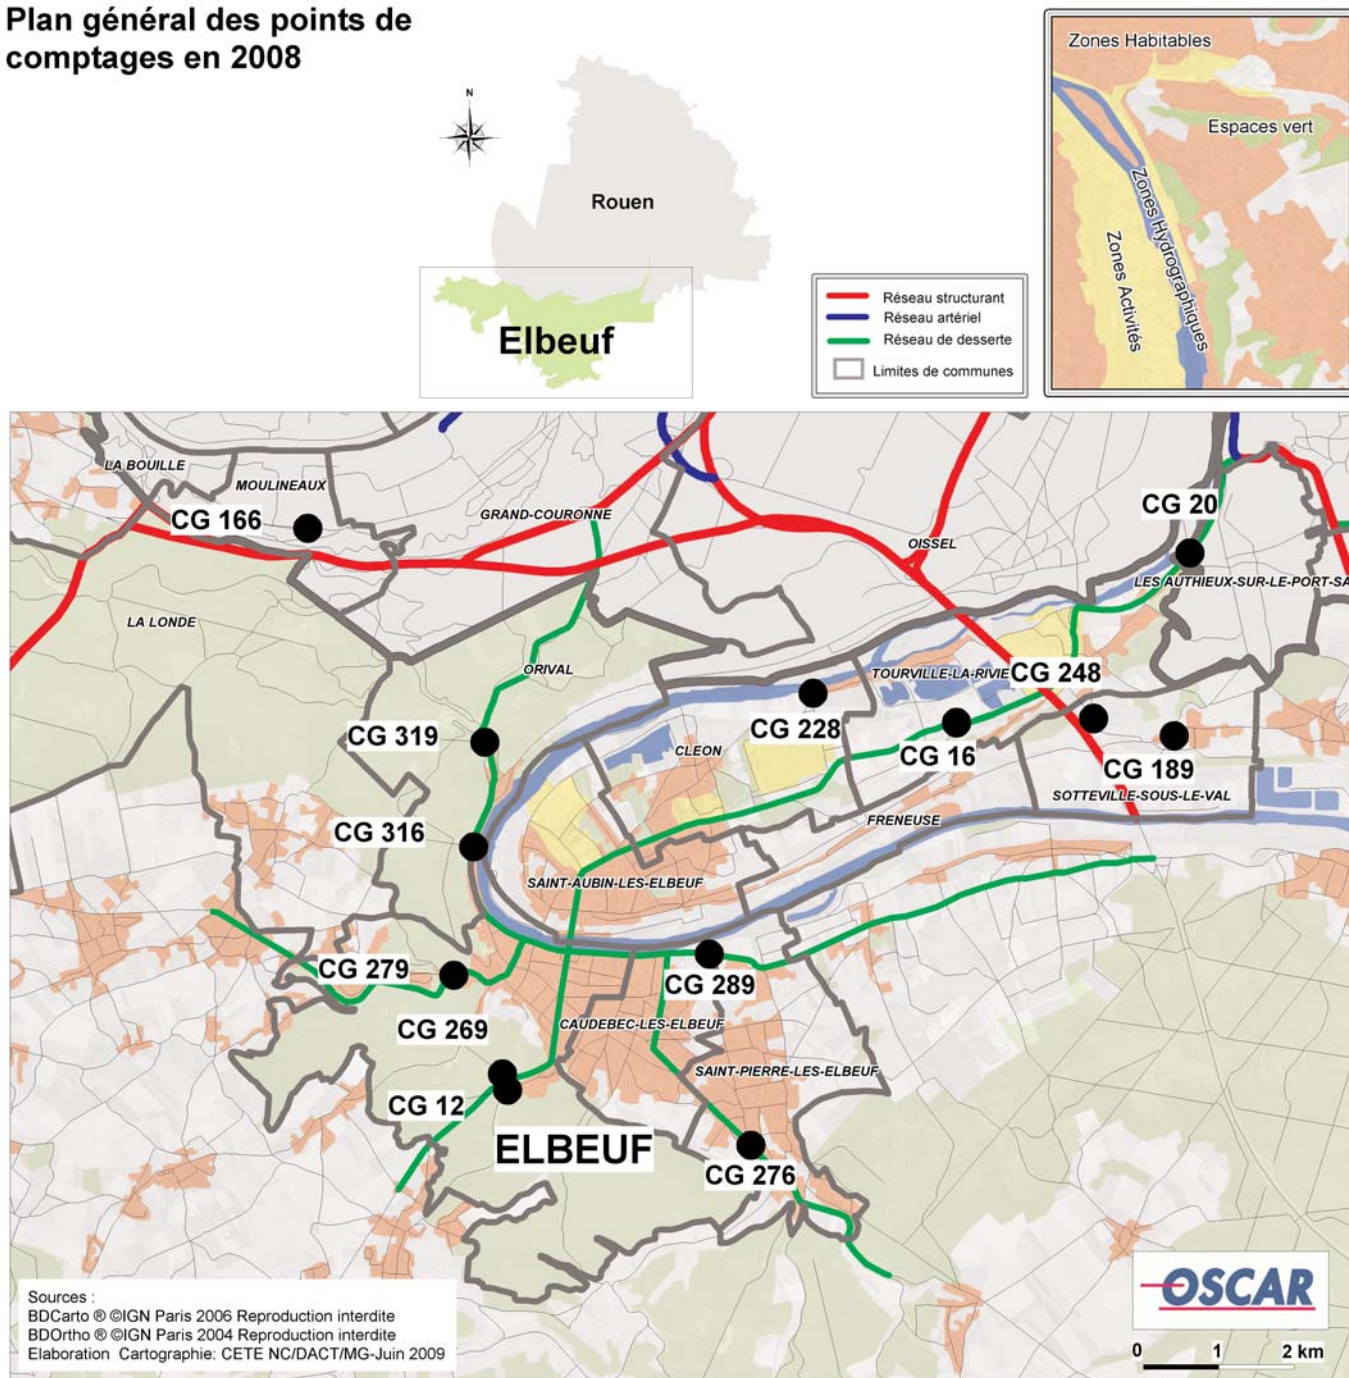 Plan général des points de
comptages en 2008
N
Rouen
Elbeuf
Réseau structurant
Réseau artériel
Réseau de desserte
Limites de communes
Zones Habitables
Espaces vert
Zones Hydrographiques
Zones Activités
LA BOUILLE
MOULINEAUX
CG 166
GRAND-COURONNE
OISSEL
CG 20
LES AUTHIEUX-SUR-LE-PORT-SA
LA LONDE
ORIVAL
TOURVILLE-LA-RIVIE
CG 248
CG 319
CG 228
CLEON
CG 16
CG 189
SOTTEVILLE-SOUS-LE-VAL
CG 316
FRENEUSE
SAINT-AUBIN-LES-ELBEUF
CG 279
CG 289
CG 269
CAUDEBEC-LES-ELBEUF
SAINT-PIERRE-LES-ELBEUF
CG 12
ELBEUF
CG 276
OSCAR
Sources :
BDCarto ® ©IGN Paris 2006 Reproduction interdite
BDOrtho ® ©IGN Paris 2004 Reproduction interdite
Elaboration Cartographie: CETE NC/DACT/MG-Juin 2009
0 1 2 km